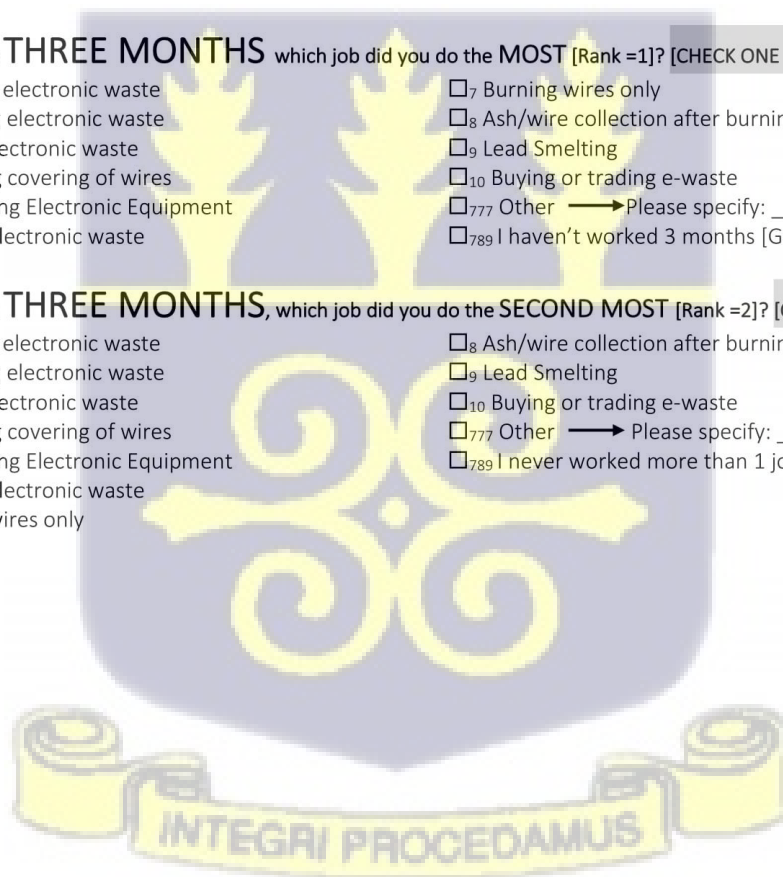 THREE MONTHS which job did you do the MOST [Rank =1]? [CHECK ONE
electronic waste
electronic waste
ectronic waste
covering of wires
ng Electronic Equipment
lectronic waste
☐7 Burning wires only
☐8 Ash/wire collection after burnin
☐9 Lead Smelting
☐10 Buying or trading e-waste
☐777 Other ⟶Please specify: _
☐789 I haven't worked 3 months [G
THREE MONTHS, which job did you do the SECOND MOST [Rank =2]? [
electronic waste
electronic waste
ectronic waste
covering of wires
ng Electronic Equipment
lectronic waste
wires only
☐8 Ash/wire collection after burnin
☐9 Lead Smelting
☐10 Buying or trading e-waste
☐777 Other ⟶ Please specify: _
☐789 I never worked more than 1 jo
INTEGRI PROCEDAMUS